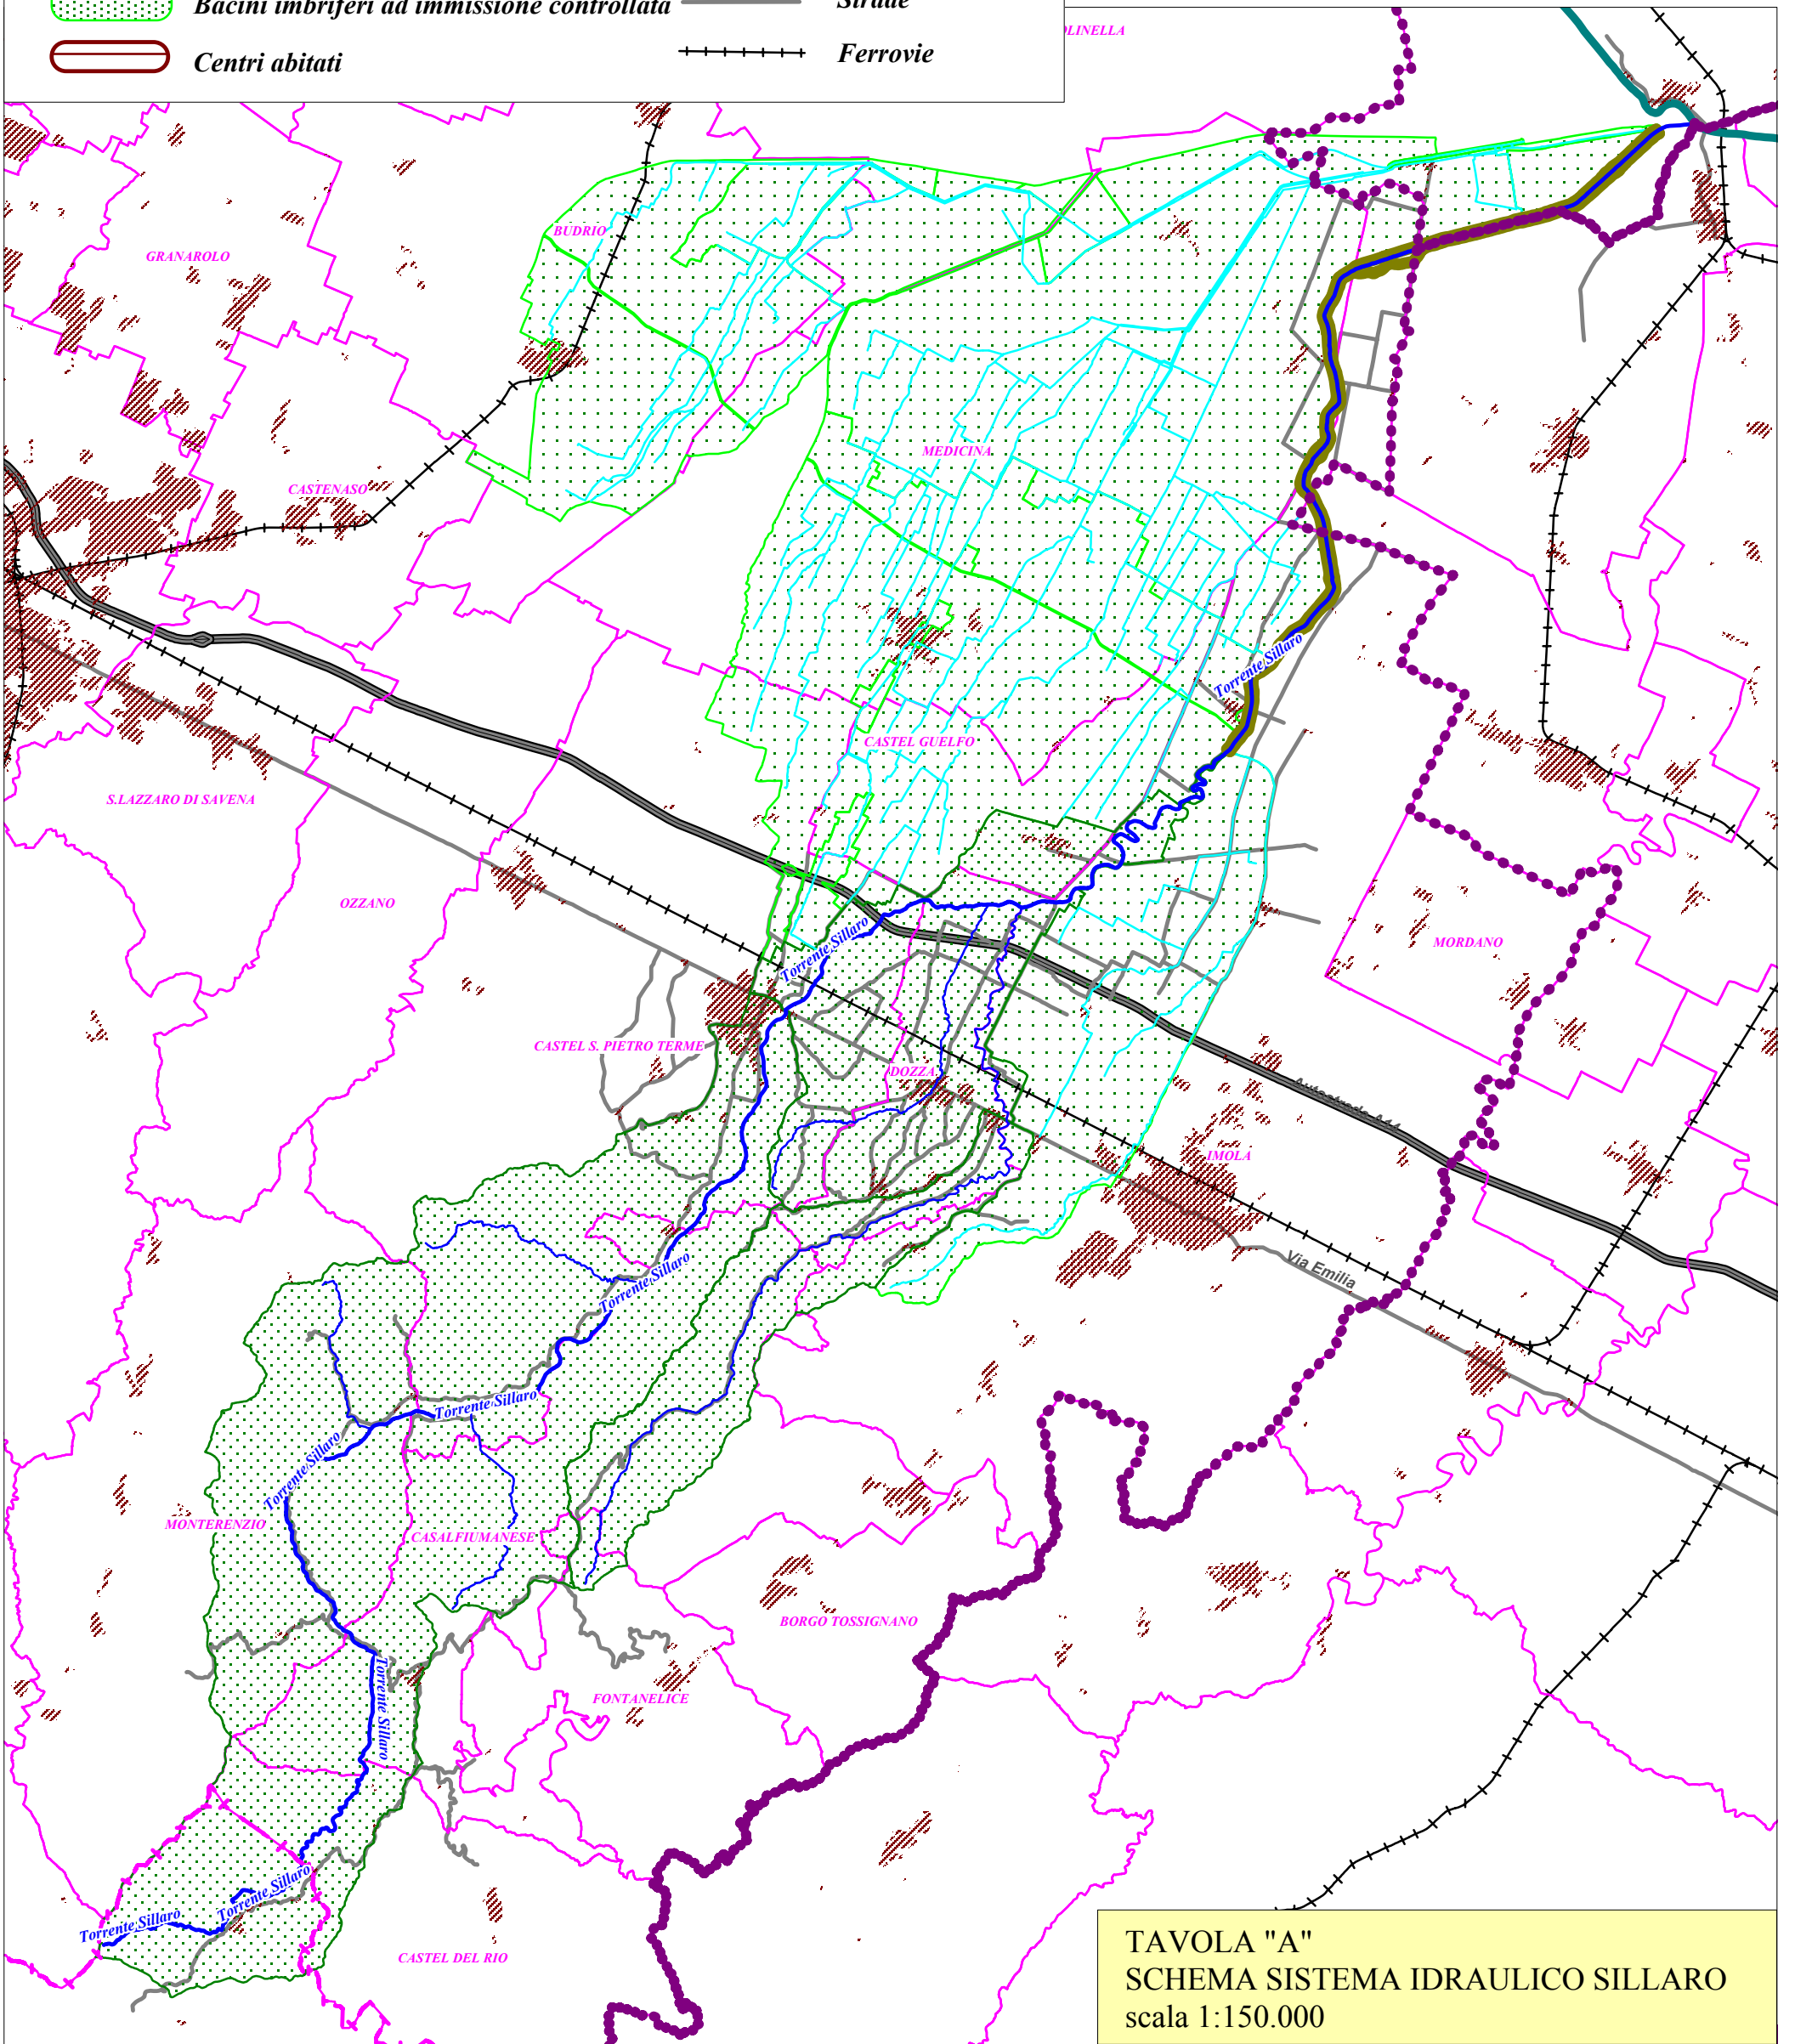 Bacini imbriferi ad immissione controllata
Strade
Centri abitati
Ferrovie
OLINELLA
BUDRIO
GRANAROLO
MEDICINA
CASTENASO
Torrente Sillaro
CASTEL GUELFO
S.LAZZARO DI SAVENA
OZZANO
MORDANO
Torrente Sillaro
CASTEL S. PIETRO TERME
DOZZA
Autostrada A14
IMOLA
Via Emilia
Torrente Sillaro
Torrente Sillaro
Torrente Sillaro
MONTERENZIO
CASALFIUMANESE
BORGO TOSSIGNANO
Torrente Sillaro
FONTANELICE
Torrente Sillaro
Torrente Sillaro
CASTEL DEL RIO
TAVOLA "A"
SCHEMA SISTEMA IDRAULICO SILLARO
scala 1:150.000